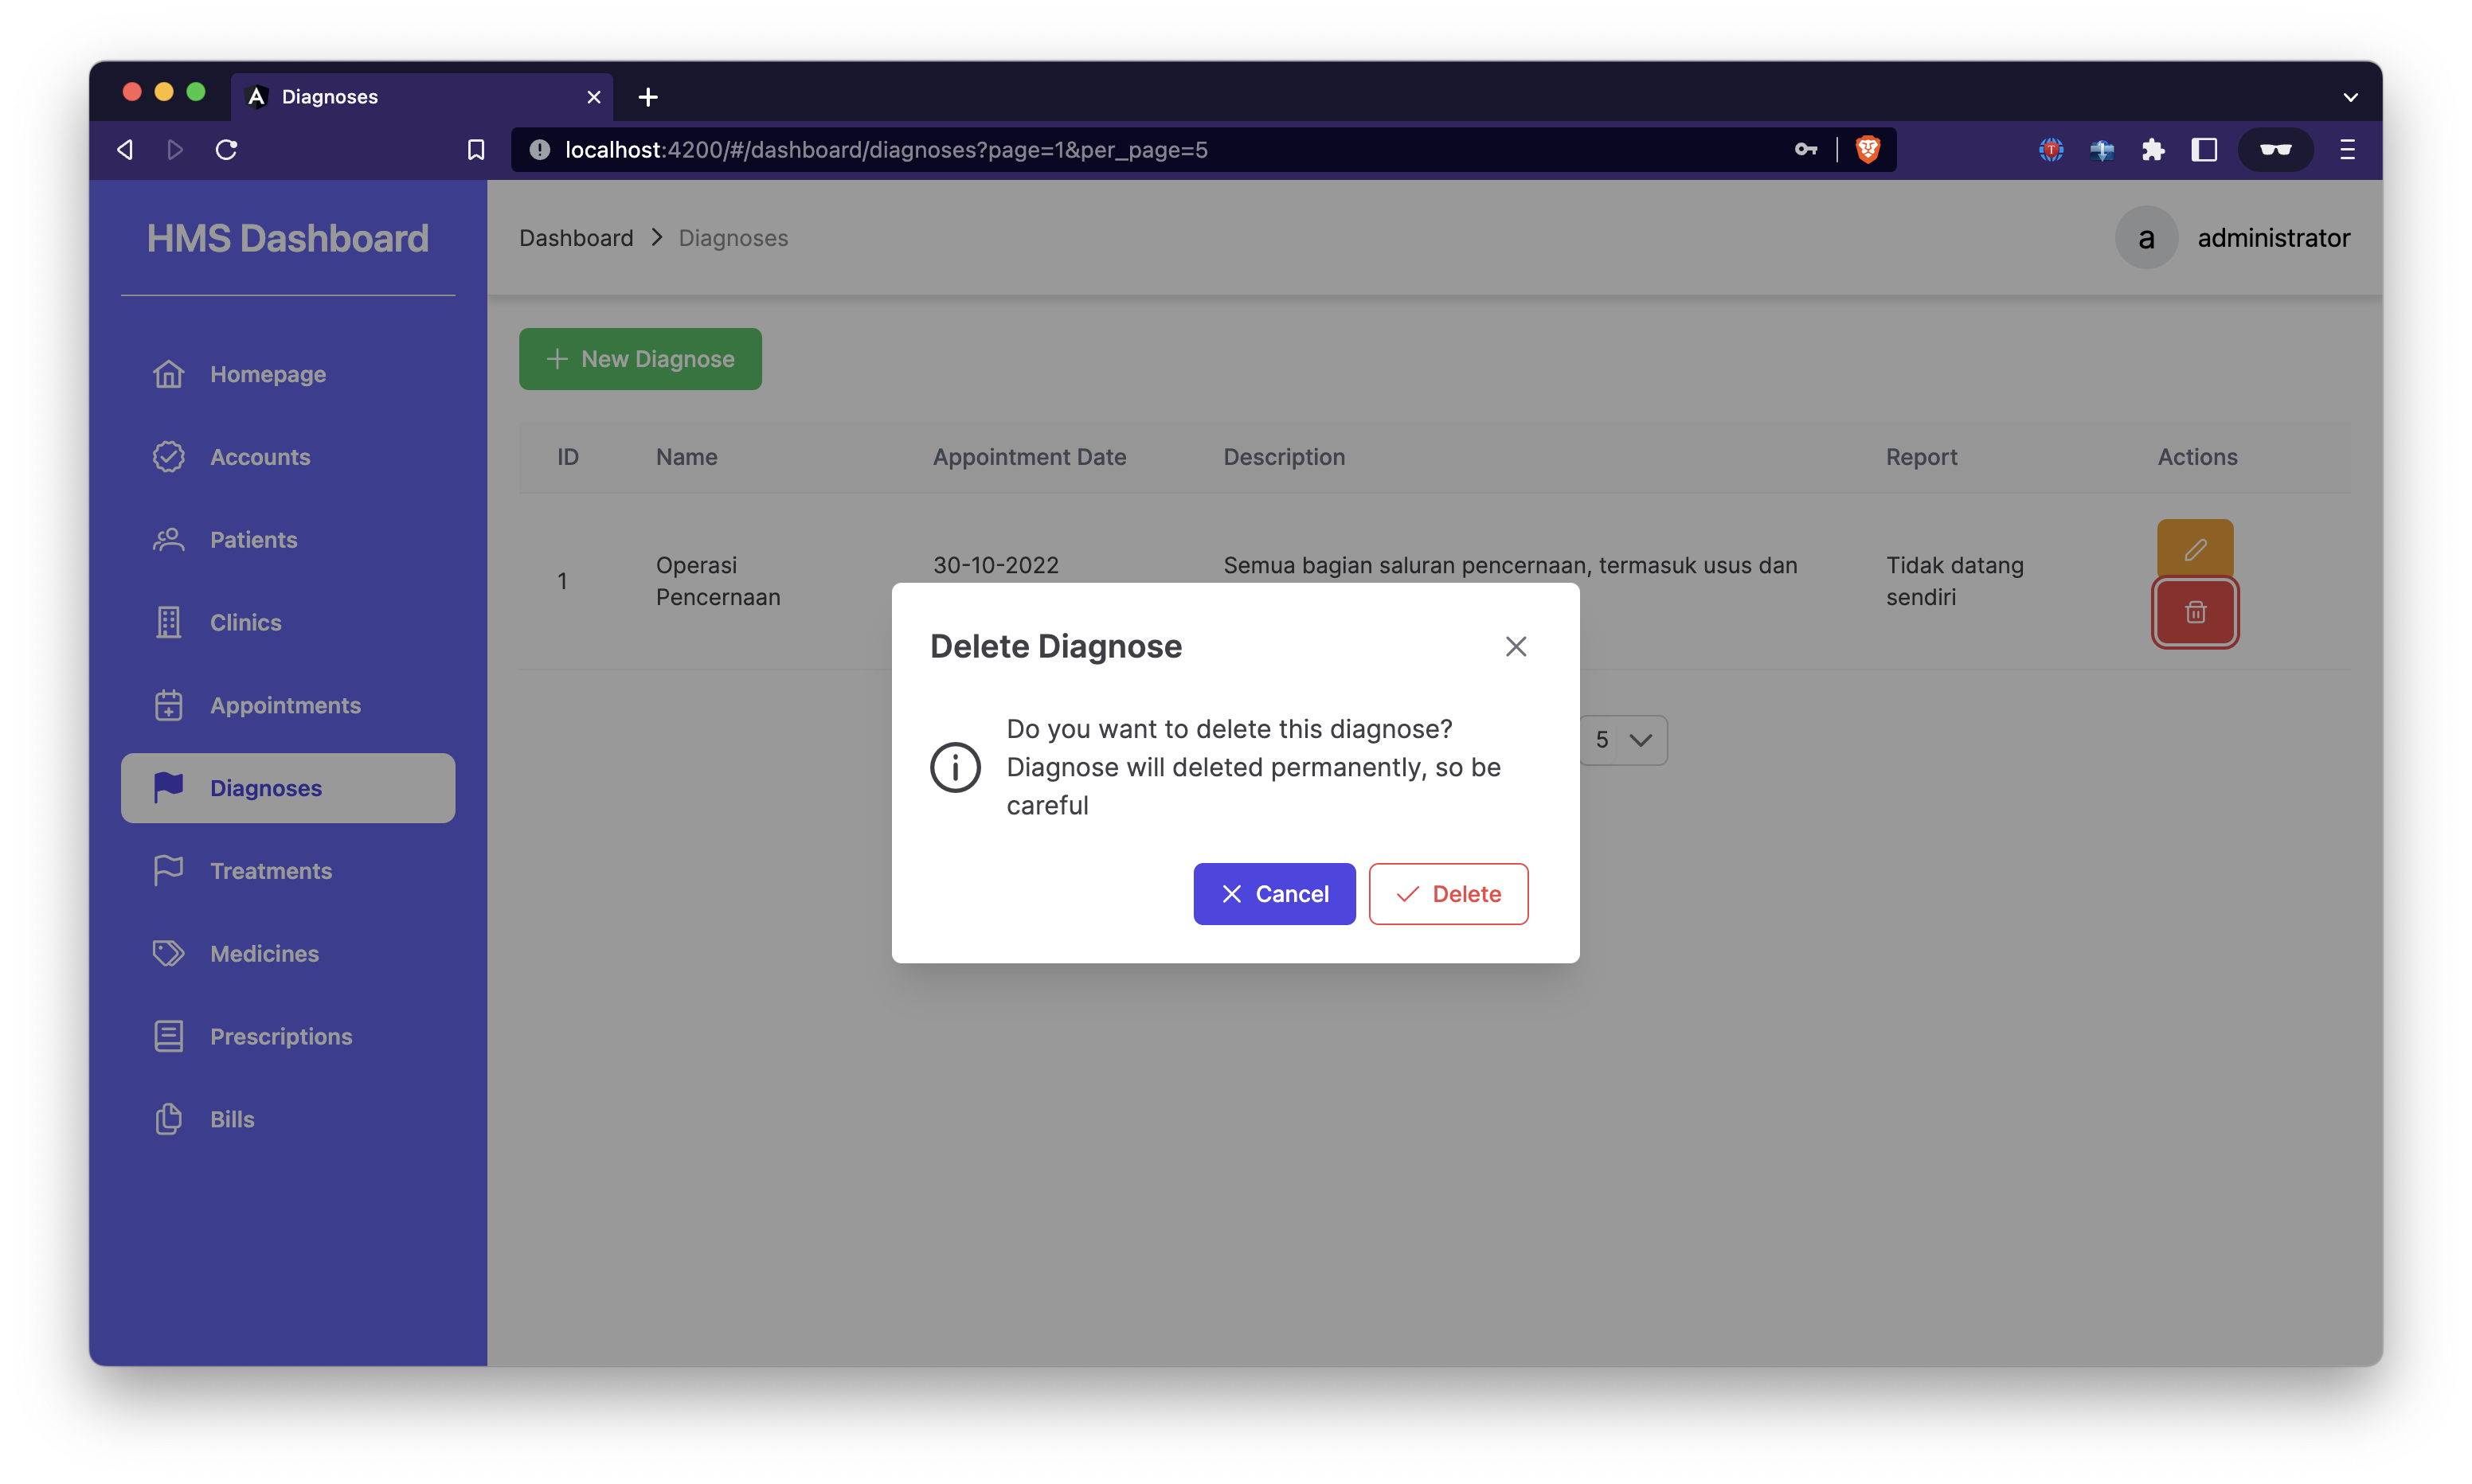 Diagnoses
localhost:4200/#/dashboard/diagnoses?page=1&per_page=5
HMS Dashboard
Homepage
Accounts
Patients
Clinics
Appointments
Diagnoses
Treatments
Medicines
Prescriptions
Bills
Dashboard > Diagnoses
a administrator
+ New Diagnose
ID Name Appointment Date Description Report Actions
1
Operasi
Pencernaan
30-10-2022
Semua bagian saluran pencernaan, termasuk usus dan
Tidak datang
sendiri
Delete Diagnose
Do you want to delete this diagnose?
Diagnose will deleted permanently, so be
careful
Cancel
Delete
5